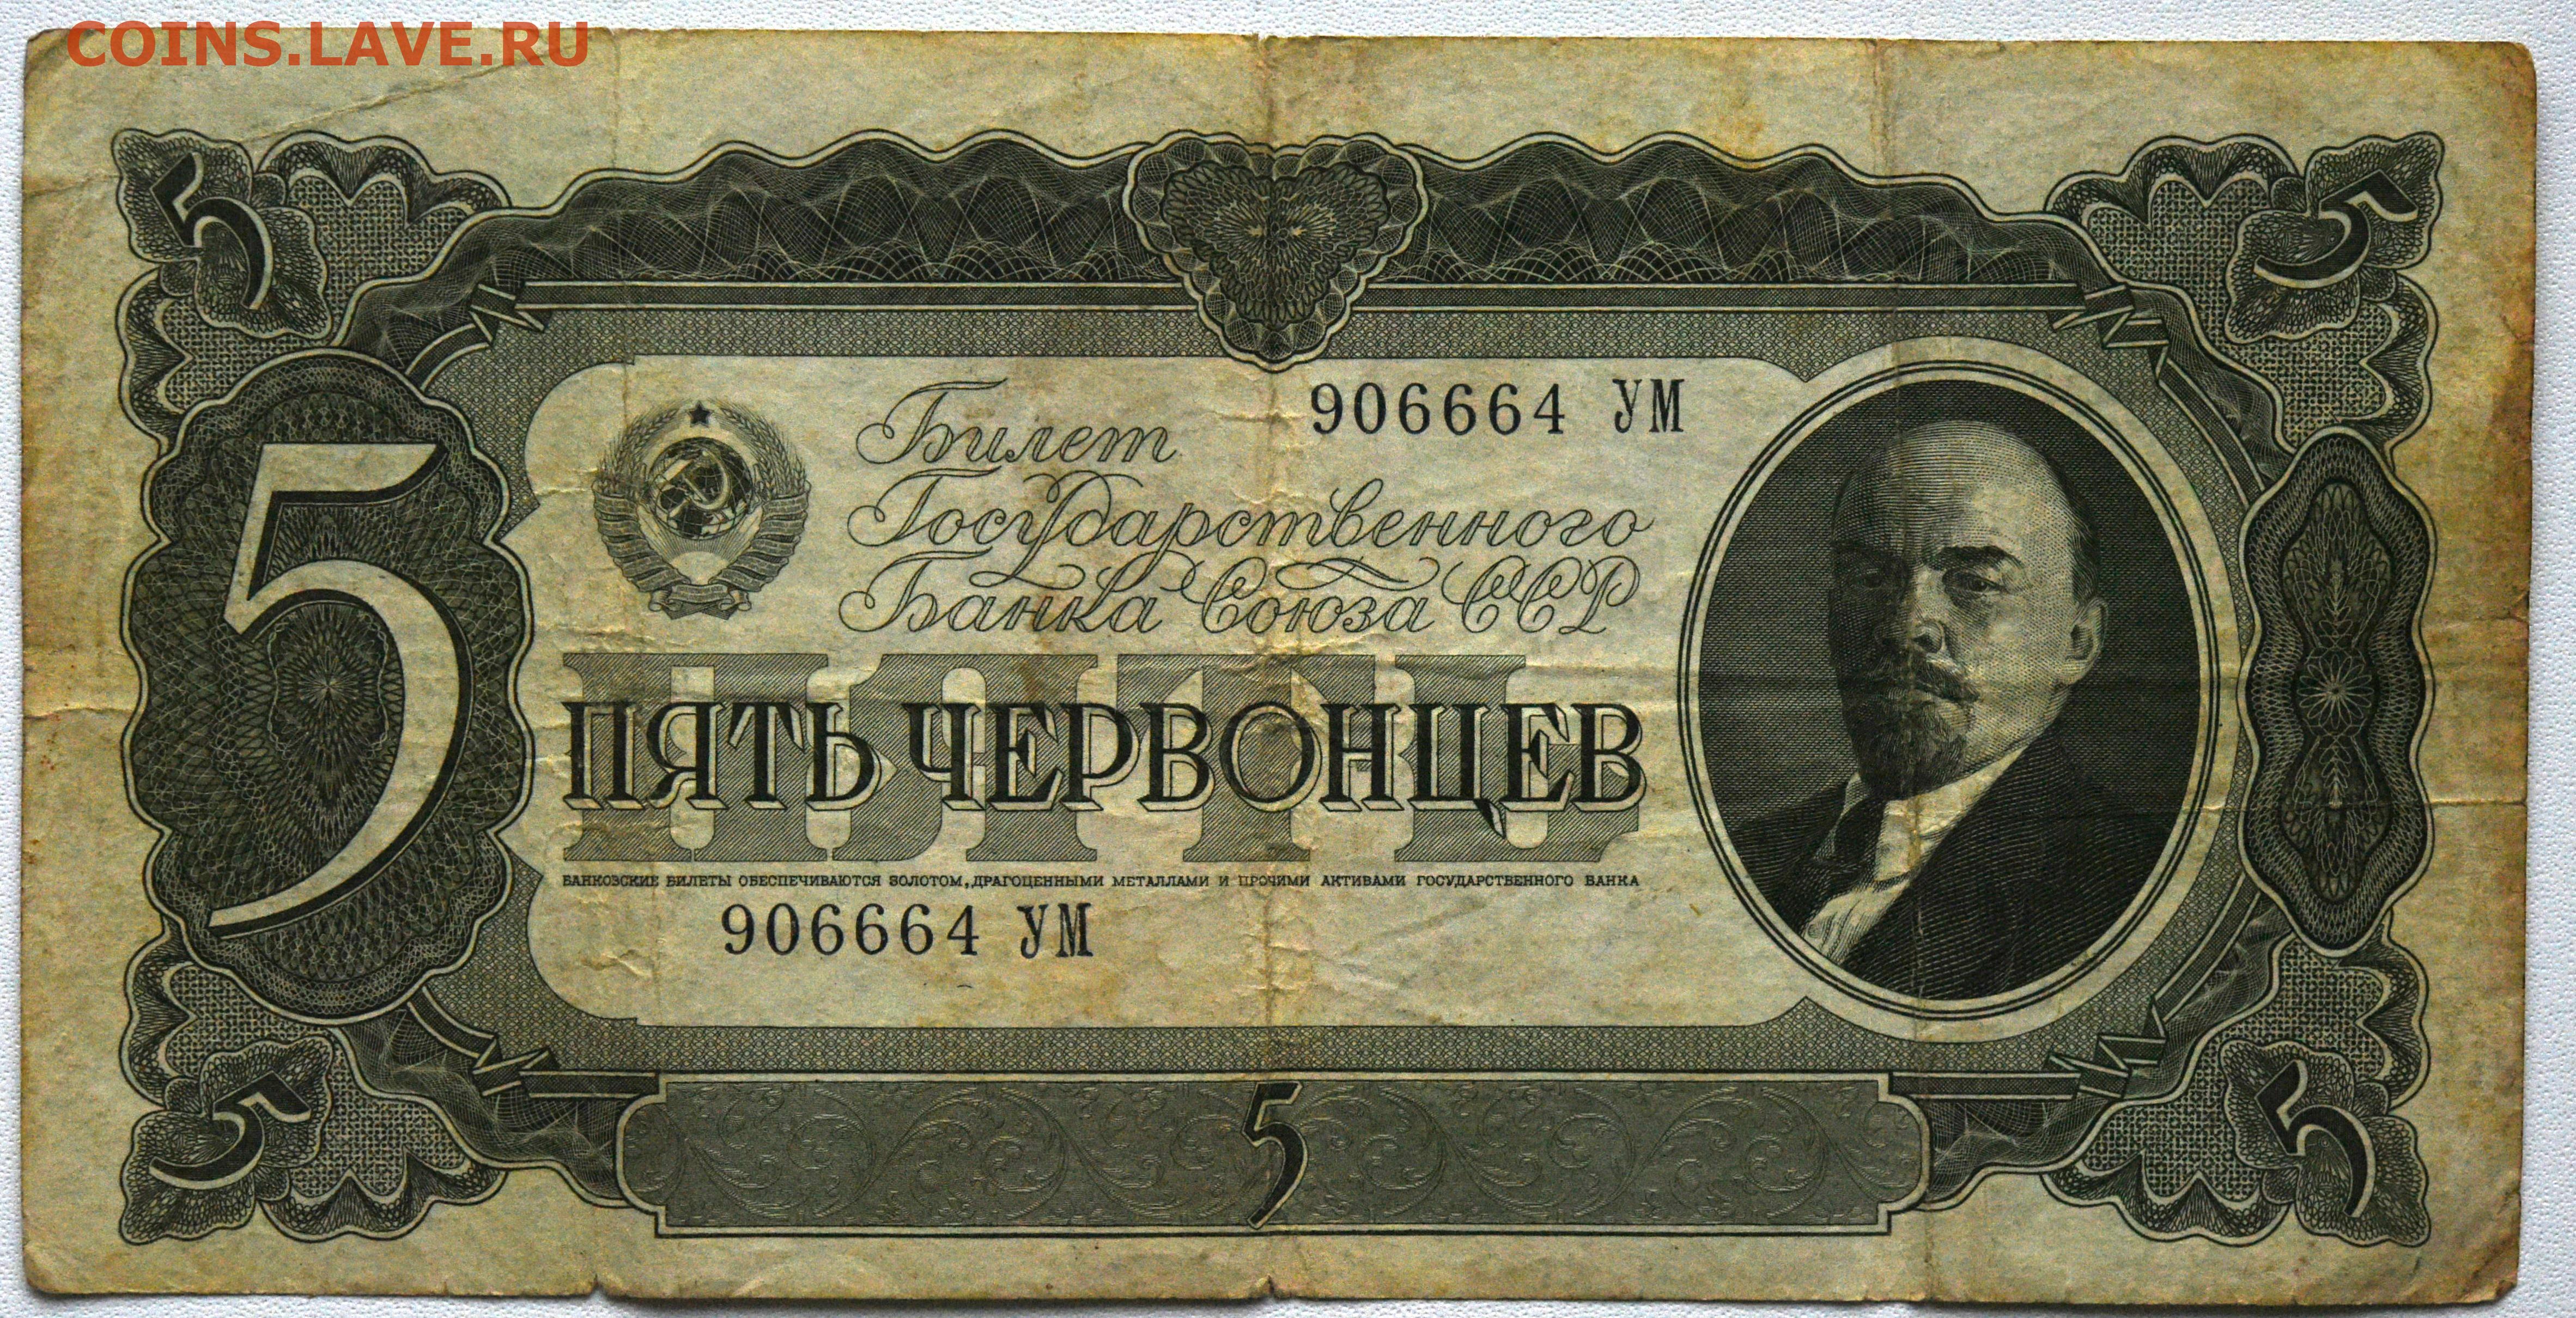 COINS.LAVE.RU
5
5
906664 УМ
Билет
Государственного
Банка Союза ССР
5
ПЯТЬ
ПЯТЬ ЧЕРВОНЦЕВ
БАНКОВСКИЕ БИЛЕТЫ ОБЕСПЕЧИВАЮТСЯ ЗОЛОТОМ, ДРАГОЦЕННЫМИ МЕТАЛЛАМИ И ПРОЧИМИ АКТИВАМИ ГОСУДАРСТВЕННОГО БАНКА
906664 УМ
5
5
5